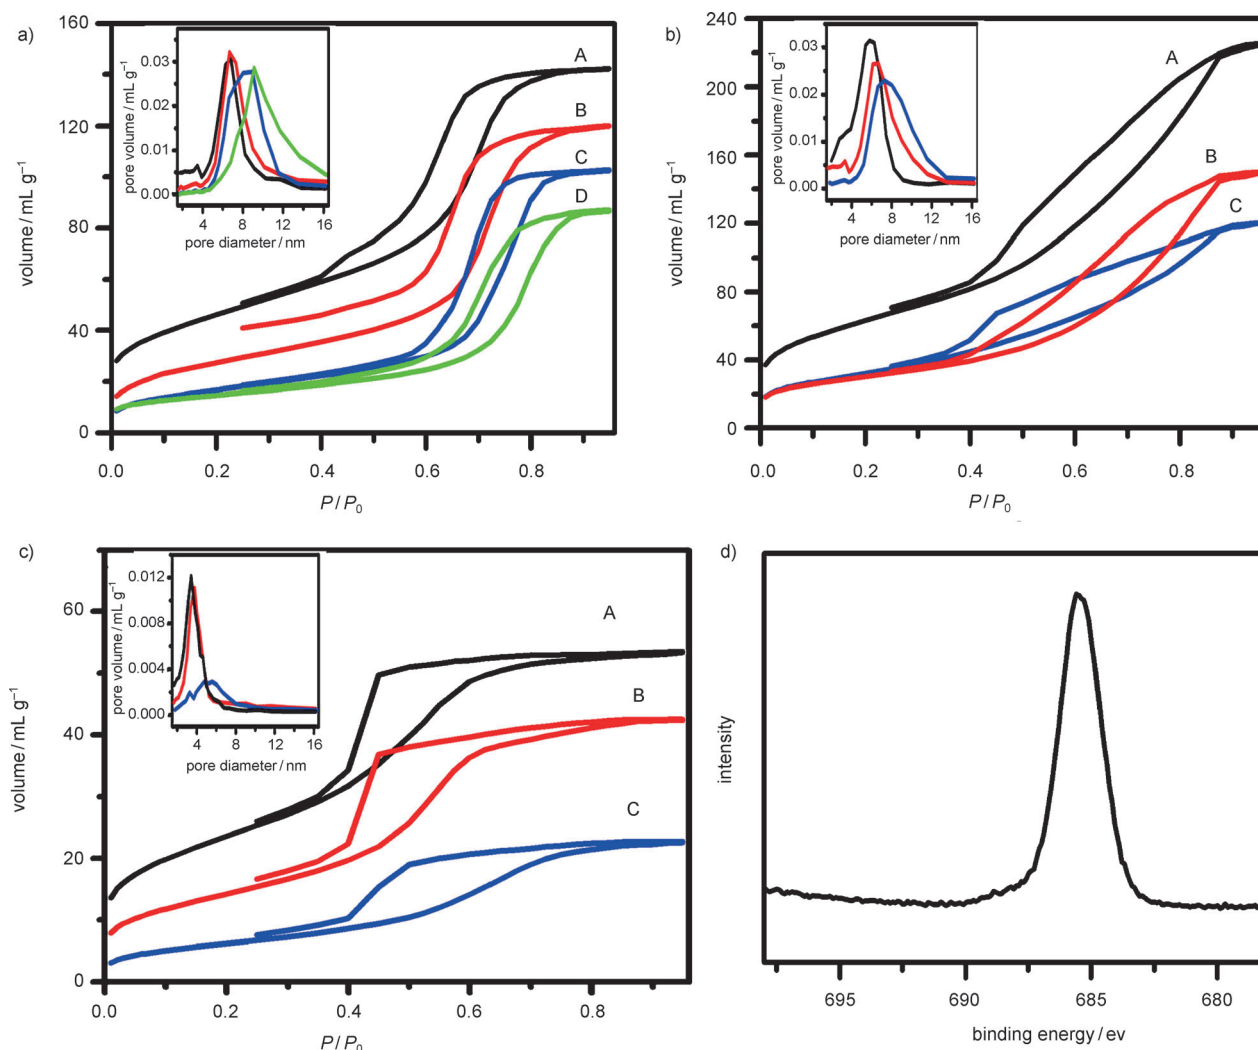 a)
160
120
80
40
0
volume / mL g⁻¹
0.0 0.2 0.4 0.6 0.8
P / P₀
A
B
C
D
0.03
0.02
0.01
0.00
pore volume / mL g⁻¹
4 8 12 16
pore diameter / nm
b)
240
200
160
120
80
40
0
volume / mL g⁻¹
0.0 0.2 0.4 0.6 0.8
P / P₀
A
B
C
0.03
0.02
0.01
0.00
pore volume / mL g⁻¹
4 8 12 16
pore diameter / nm
c)
60
40
20
0
volume / mL g⁻¹
0.0 0.2 0.4 0.6 0.8
P / P₀
A
B
C
0.012
0.008
0.004
0.000
pore volume / mL g⁻¹
4 8 12 16
pore diameter / nm
d)
intensity
695 690 685 680
binding energy / ev